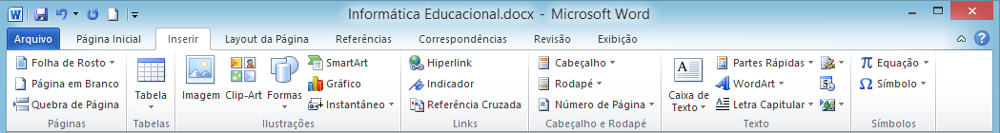 Informática Educacional.docx - Microsoft Word
Arquivo Página Inicial Inserir Layout da Página Referências Correspondências Revisão Exibição
Folha de Rosto
Página em Branco
Quebra de Página
Páginas
Tabela
Tabelas
Imagem Clip-Art Formas
SmartArt
Gráfico
Instantâneo
Ilustrações
Hiperlink
Indicador
Referência Cruzada
Links
Cabeçalho
Rodapé
Número de Página
Cabeçalho e Rodapé
Caixa de
Texto
Partes Rápidas
WordArt
Letra Capitular
Texto
Equação
Símbolo
Símbolos